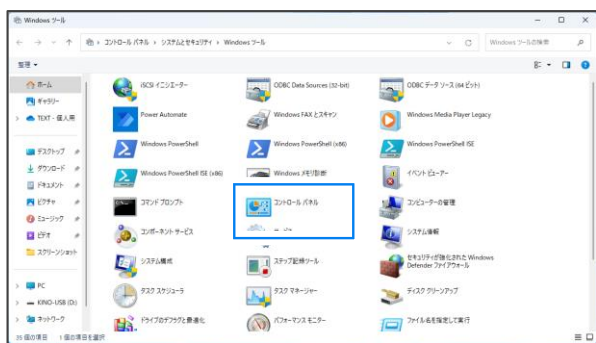 Windows ツール
コントロール パネル › システムとセキュリティ › Windows ツール
Windows ツールの検索
整理
ホーム
ギャラリー
TEXT - 個人用
デスクトップ
ダウンロード
ドキュメント
ピクチャ
ミュージック
ビデオ
スクリーンショット
PC
KINO-USB (D:)
ネットワーク
iSCSI イニシエーター
ODBC Data Sources (32-bit)
ODBC データ ソース (64 ビット)
Power Automate
Windows FAX とスキャン
Windows Media Player Legacy
Windows PowerShell
Windows PowerShell (x86)
Windows PowerShell ISE
Windows PowerShell ISE (x86)
Windows メモリ診断
イベント ビューアー
コマンド プロンプト
コントロール パネル
コンピューターの管理
コンポーネント サービス
システム情報
システム構成
ステップ記録ツール
セキュリティが強化された Windows
Defender ファイアウォール
タスク スケジューラ
タスク マネージャー
ディスク クリーンアップ
ドライブのデフラグと最適化
パフォーマンス モニター
ファイル名を指定して実行
35 個の項目
1 個の項目を選択